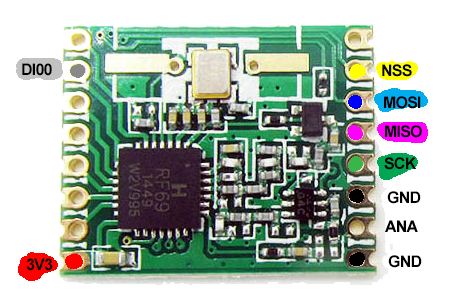 DI00
NSS
MOSI
MISO
SCK
GND
ANA
GND
3V3
H
RF69
1449
W2V995